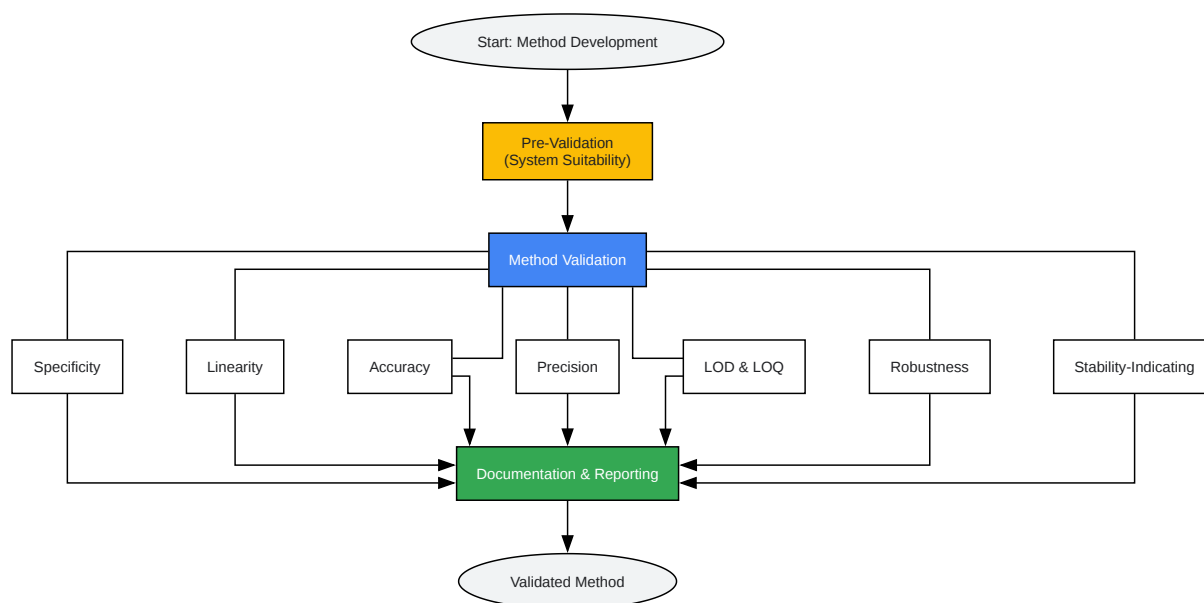 Start: Method Development
Pre-Validation
(System Suitability)
Method Validation
Specificity
Linearity
Accuracy
Precision
LOD & LOQ
Robustness
Stability-Indicating
Documentation & Reporting
Validated Method